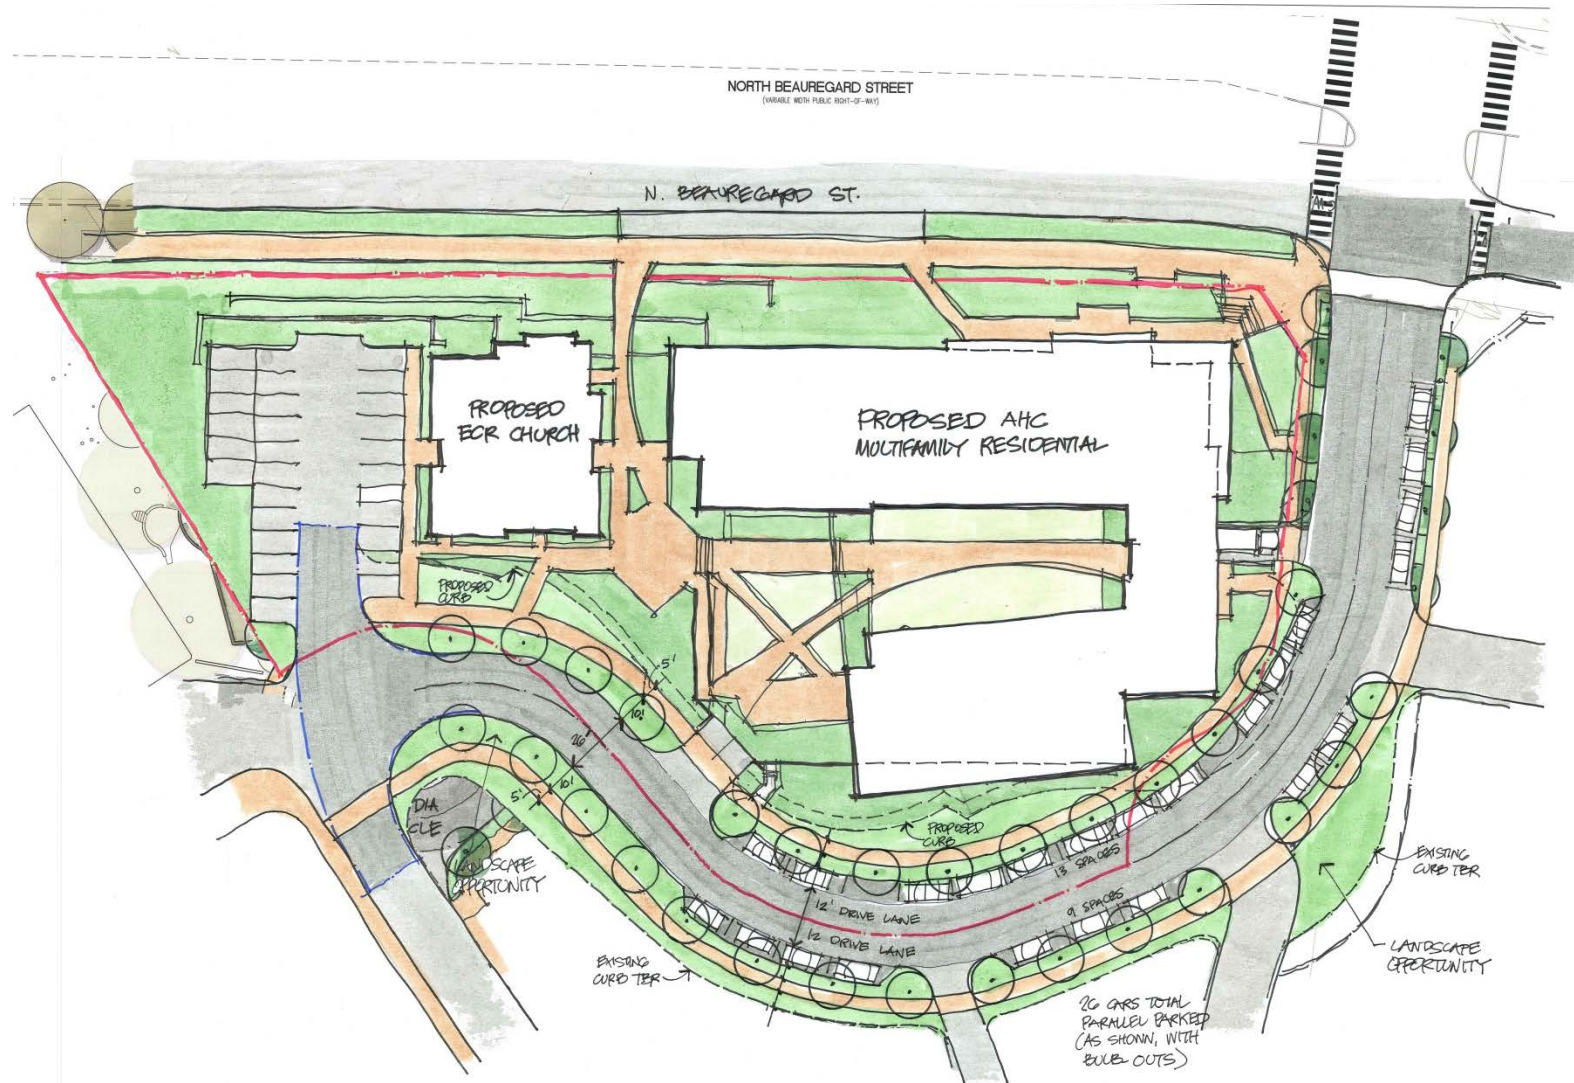 NORTH BEAUREGARD STREET
(VARIABLE WIDTH PUBLIC RIGHT-OF-WAY)
N. BEAUREGARD ST.
PROPOSED
ECR CHURCH
PROPOSED AHC
MULTIFAMILY RESIDENTIAL
PROPOSED
CURB
5'
10'
26'
10'
5'
LANDSCAPE
OPPORTUNITY
PROPOSED
CURB
13 SPACES
9 SPACES
12' DRIVE LANE
12' DRIVE LANE
EXISTING
CURB TBR
EXISTING
CURB TBR
LANDSCAPE
OPPORTUNITY
26 CARS TOTAL
PARALLEL PARKED
(AS SHOWN, WITH
BULB OUTS)